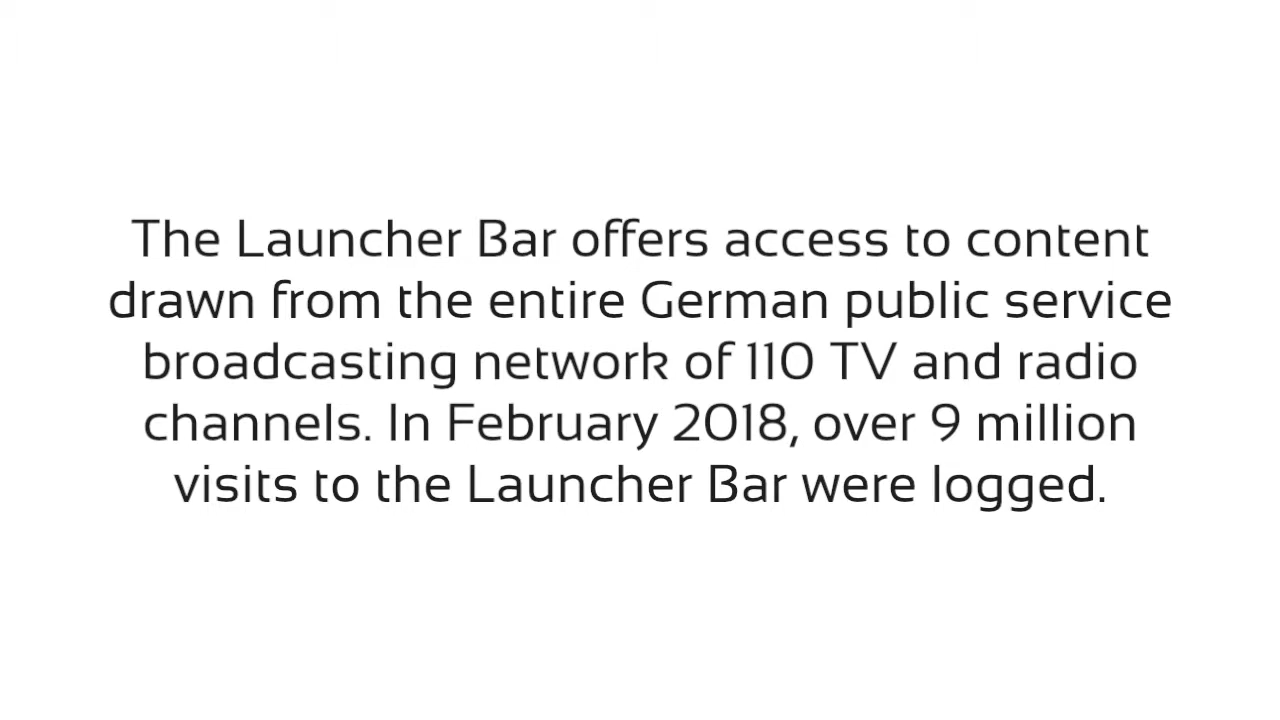 The Launcher Bar offers access to content
drawn from the entire German public service
broadcasting network of 110 TV and radio
channels. In February 2018, over 9 million
visits to the Launcher Bar were logged.